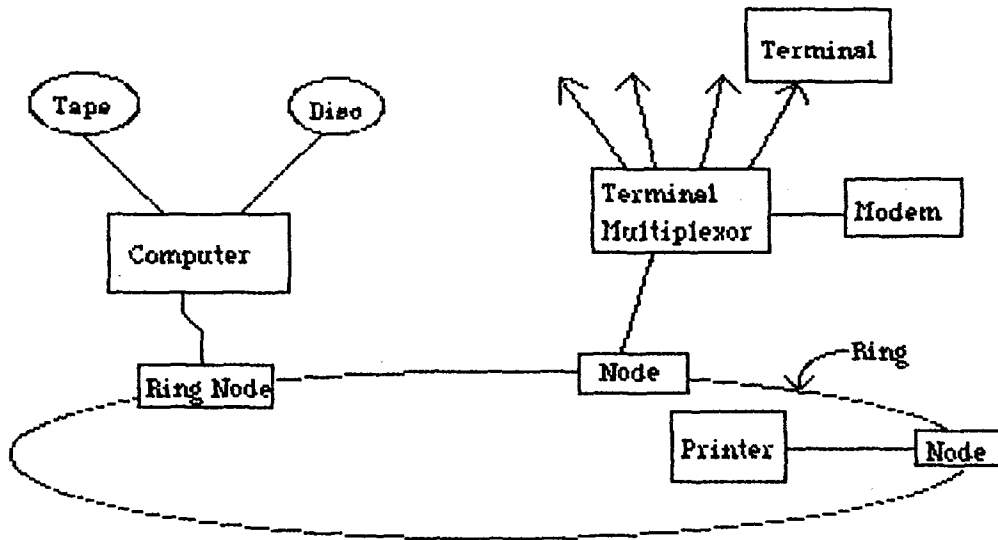 Terminal
Tape
Disc
Terminal
Multiplexor
Modem
Computer
Ring
Ring Node
Node
Printer
Node